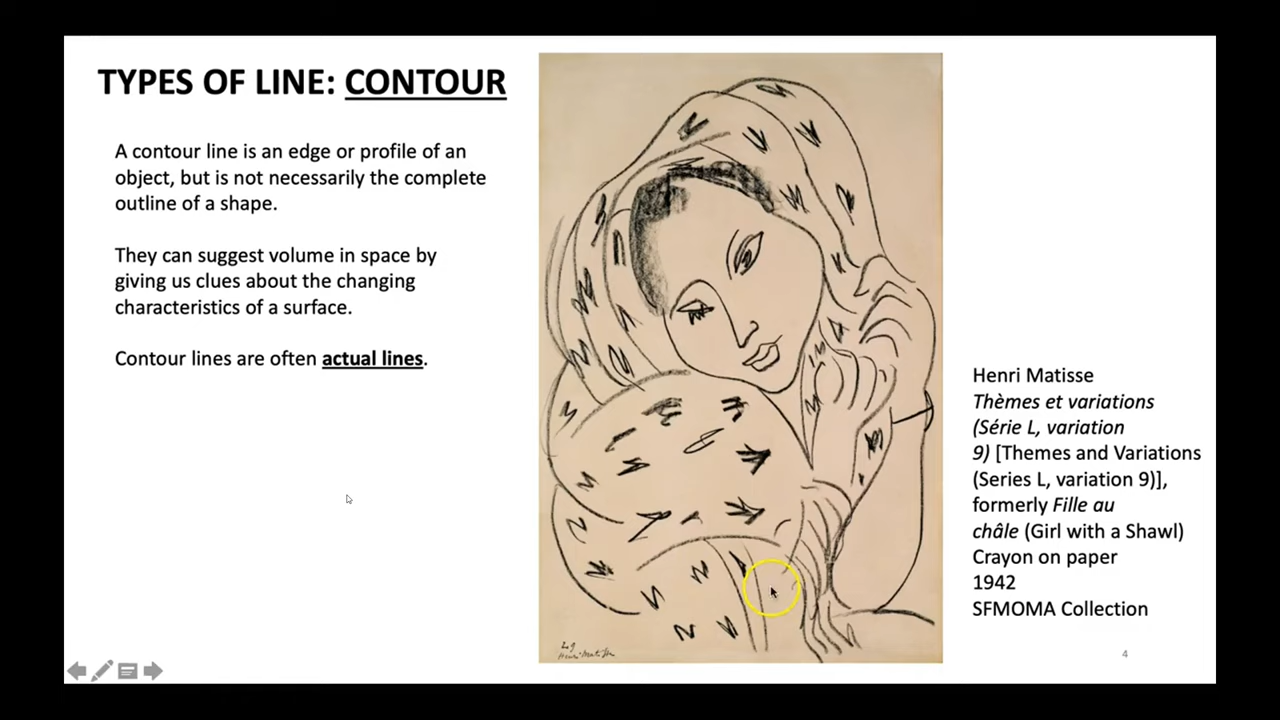 TYPES OF LINE: CONTOUR
A contour line is an edge or profile of an
object, but is not necessarily the complete
outline of a shape.
They can suggest volume in space by
giving us clues about the changing
characteristics of a surface.
Contour lines are often actual lines.
Henri Matisse
Thèmes et variations
(Série L, variation
9) [Themes and Variations
(Series L, variation 9)],
formerly Fille au
châle (Girl with a Shawl)
Crayon on paper
1942
SFMOMA Collection
L9
Henri Matisse
4